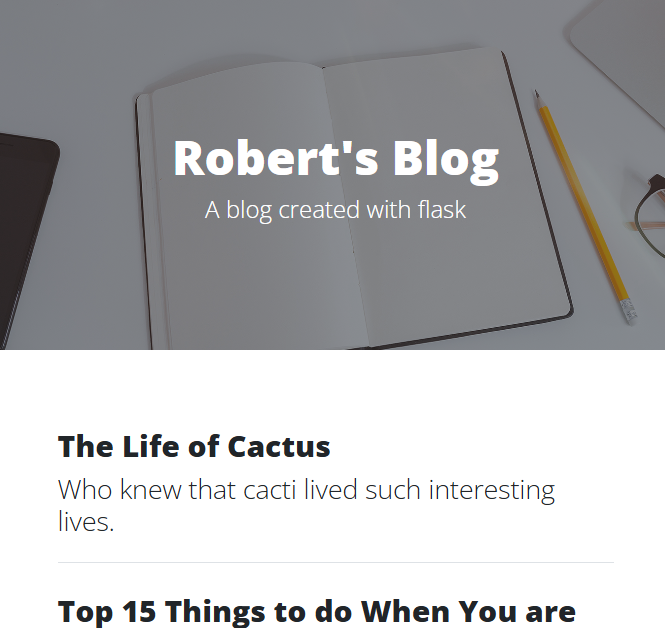 Robert's Blog
A blog created with flask
The Life of Cactus
Who knew that cacti lived such interesting
lives.
Top 15 Things to do When You are